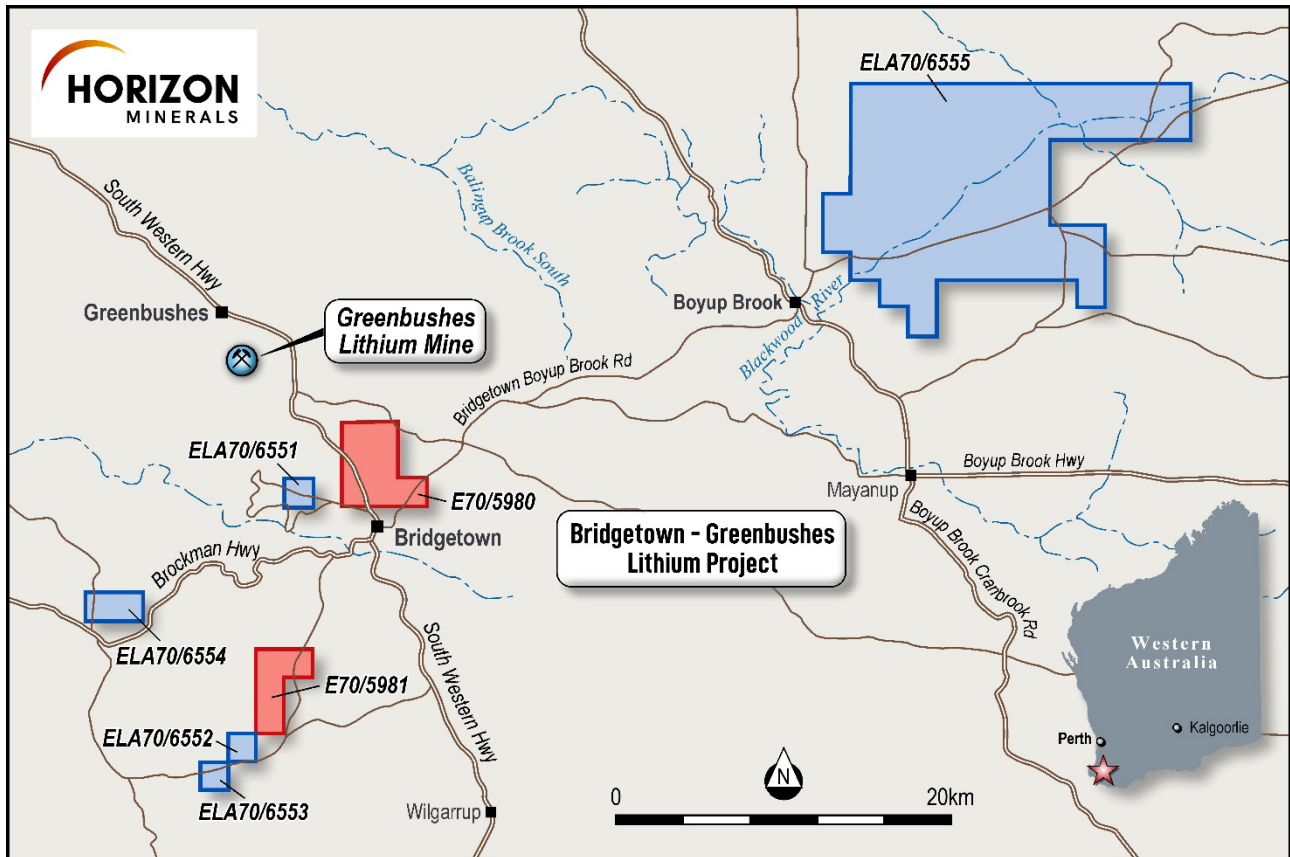 HORIZON
MINERALS
ELA70/6555
South Western Hwy
Balingup Brook South
Greenbushes
Greenbushes
Lithium Mine
Boyup Brook
Blackwood River
Bridgetown Boyup Brook Rd
ELA70/6551
E70/5980
Mayanup
Boyup Brook Hwy
Bridgetown
Bridgetown - Greenbushes
Lithium Project
Brockman Hwy
Boyup Brook Cranbrook Rd
ELA70/6554
South Western Hwy
Western
Australia
E70/5981
ELA70/6552
Kalgoorlie
Perth
ELA70/6553
N
Wilgarrup
0
20km